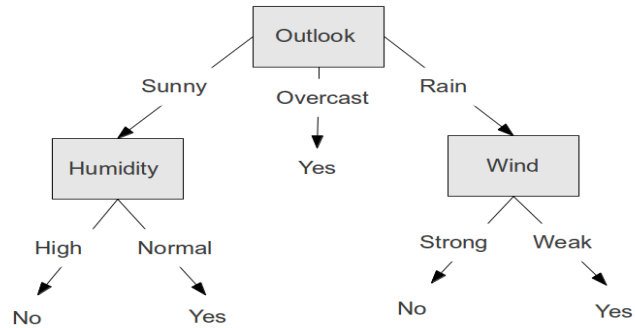 Outlook
Sunny
Overcast
Rain
Humidity
Yes
Wind
High
Normal
Strong
Weak
No
Yes
No
Yes